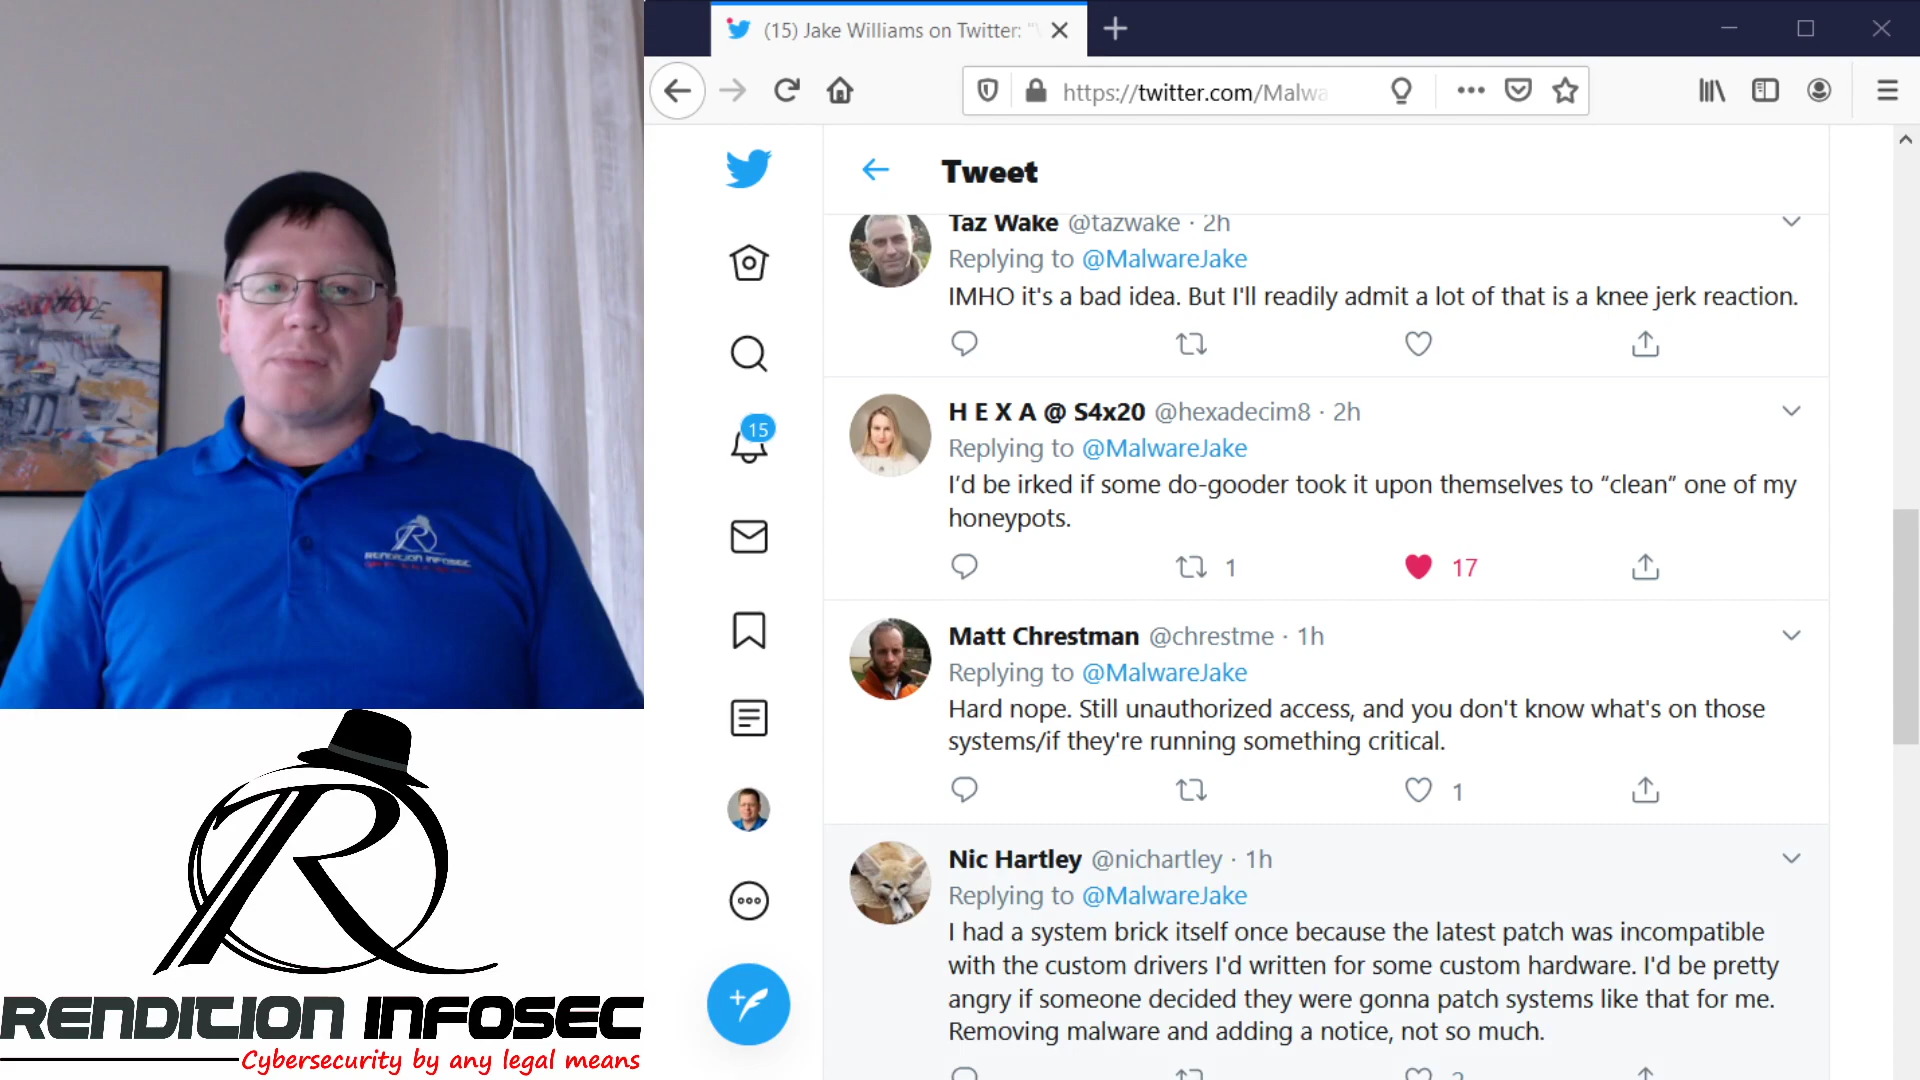 (15) Jake Williams on Twitter: "
https://twitter.com/Malwa
Tweet
Taz Wake @tazwake · 2h
Replying to @MalwareJake
IMHO it's a bad idea. But I'll readily admit a lot of that is a knee jerk reaction.
H E X A @ S4x20 @hexadecim8 · 2h
Replying to @MalwareJake
I'd be irked if some do-gooder took it upon themselves to “clean” one of my
honeypots.
1 17
15
Matt Chrestman @chrestme · 1h
Replying to @MalwareJake
Hard nope. Still unauthorized access, and you don't know what's on those
systems/if they're running something critical.
1
Nic Hartley @nichartley · 1h
Replying to @MalwareJake
I had a system brick itself once because the latest patch was incompatible
with the custom drivers I'd written for some custom hardware. I'd be pretty
angry if someone decided they were gonna patch systems like that for me.
Removing malware and adding a notice, not so much.
R
RENDITION INFOSEC
R
RENDITION INFOSEC
Cybersecurity by any legal means